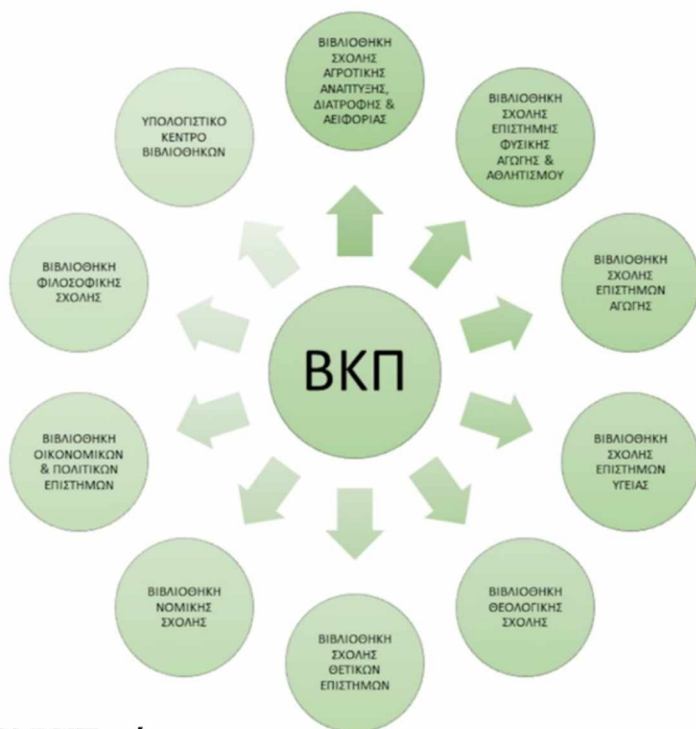 ΒΙΒΛΙΟΘΗΚΗ
ΣΧΟΛΗΣ
ΑΓΡΟΤΙΚΗΣ
ΑΝΑΠΤΥΞΗΣ,
ΔΙΑΤΡΟΦΗΣ &
ΑΕΙΦΟΡΙΑΣ
ΒΙΒΛΙΟΘΗΚΗ
ΣΧΟΛΗΣ
ΕΠΙΣΤΗΜΗΣ
ΦΥΣΙΚΗΣ
ΑΓΩΓΗΣ &
ΑΘΛΗΤΙΣΜΟΥ
ΒΙΒΛΙΟΘΗΚΗ
ΣΧΟΛΗΣ
ΕΠΙΣΤΗΜΩΝ
ΑΓΩΓΗΣ
ΒΙΒΛΙΟΘΗΚΗ
ΣΧΟΛΗΣ
ΕΠΙΣΤΗΜΩΝ
ΥΓΕΙΑΣ
ΒΙΒΛΙΟΘΗΚΗ
ΘΕΟΛΟΓΙΚΗΣ
ΣΧΟΛΗΣ
ΒΙΒΛΙΟΘΗΚΗ
ΣΧΟΛΗΣ
ΘΕΤΙΚΩΝ
ΕΠΙΣΤΗΜΩΝ
ΒΙΒΛΙΟΘΗΚΗ
ΝΟΜΙΚΗΣ
ΣΧΟΛΗΣ
ΒΙΒΛΙΟΘΗΚΗ
ΟΙΚΟΝΟΜΙΚΩΝ
& ΠΟΛΙΤΙΚΩΝ
ΕΠΙΣΤΗΜΩΝ
ΒΙΒΛΙΟΘΗΚΗ
ΦΙΛΟΣΟΦΙΚΗΣ
ΣΧΟΛΗΣ
ΥΠΟΛΟΓΙΣΤΙΚΟ
ΚΕΝΤΡΟ
ΒΙΒΛΙΟΘΗΚΩΝ
ΒΚΠ